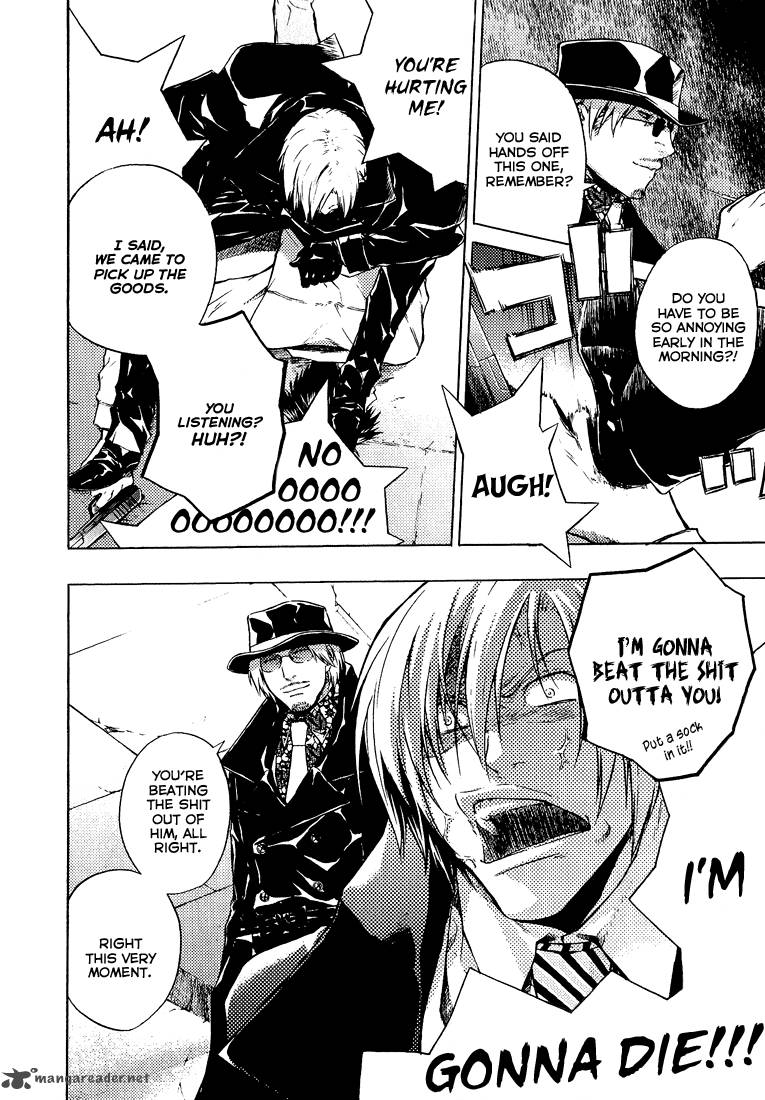 YOU SAID
HANDS OFF
THIS ONE,
REMEMBER?
DO YOU
HAVE TO BE
SO ANNOYING
EARLY IN THE
MORNING?!
AUGH!
YOU'RE
HURTING
ME!
AH!
I SAID,
WE CAME TO
PICK UP THE
GOODS.
YOU
LISTENING?
HUH?!
NO
OOOO
OOOOOOOO!!!
I'M GONNA
BEAT THE SHIT
OUTTA YOU!
Put a sock
in it!!
I'M
GONNA DIE!!!
YOU'RE
BEATING
THE SHIT
OUT OF
HIM, ALL
RIGHT.
RIGHT
THIS VERY
MOMENT.
mangareader.net